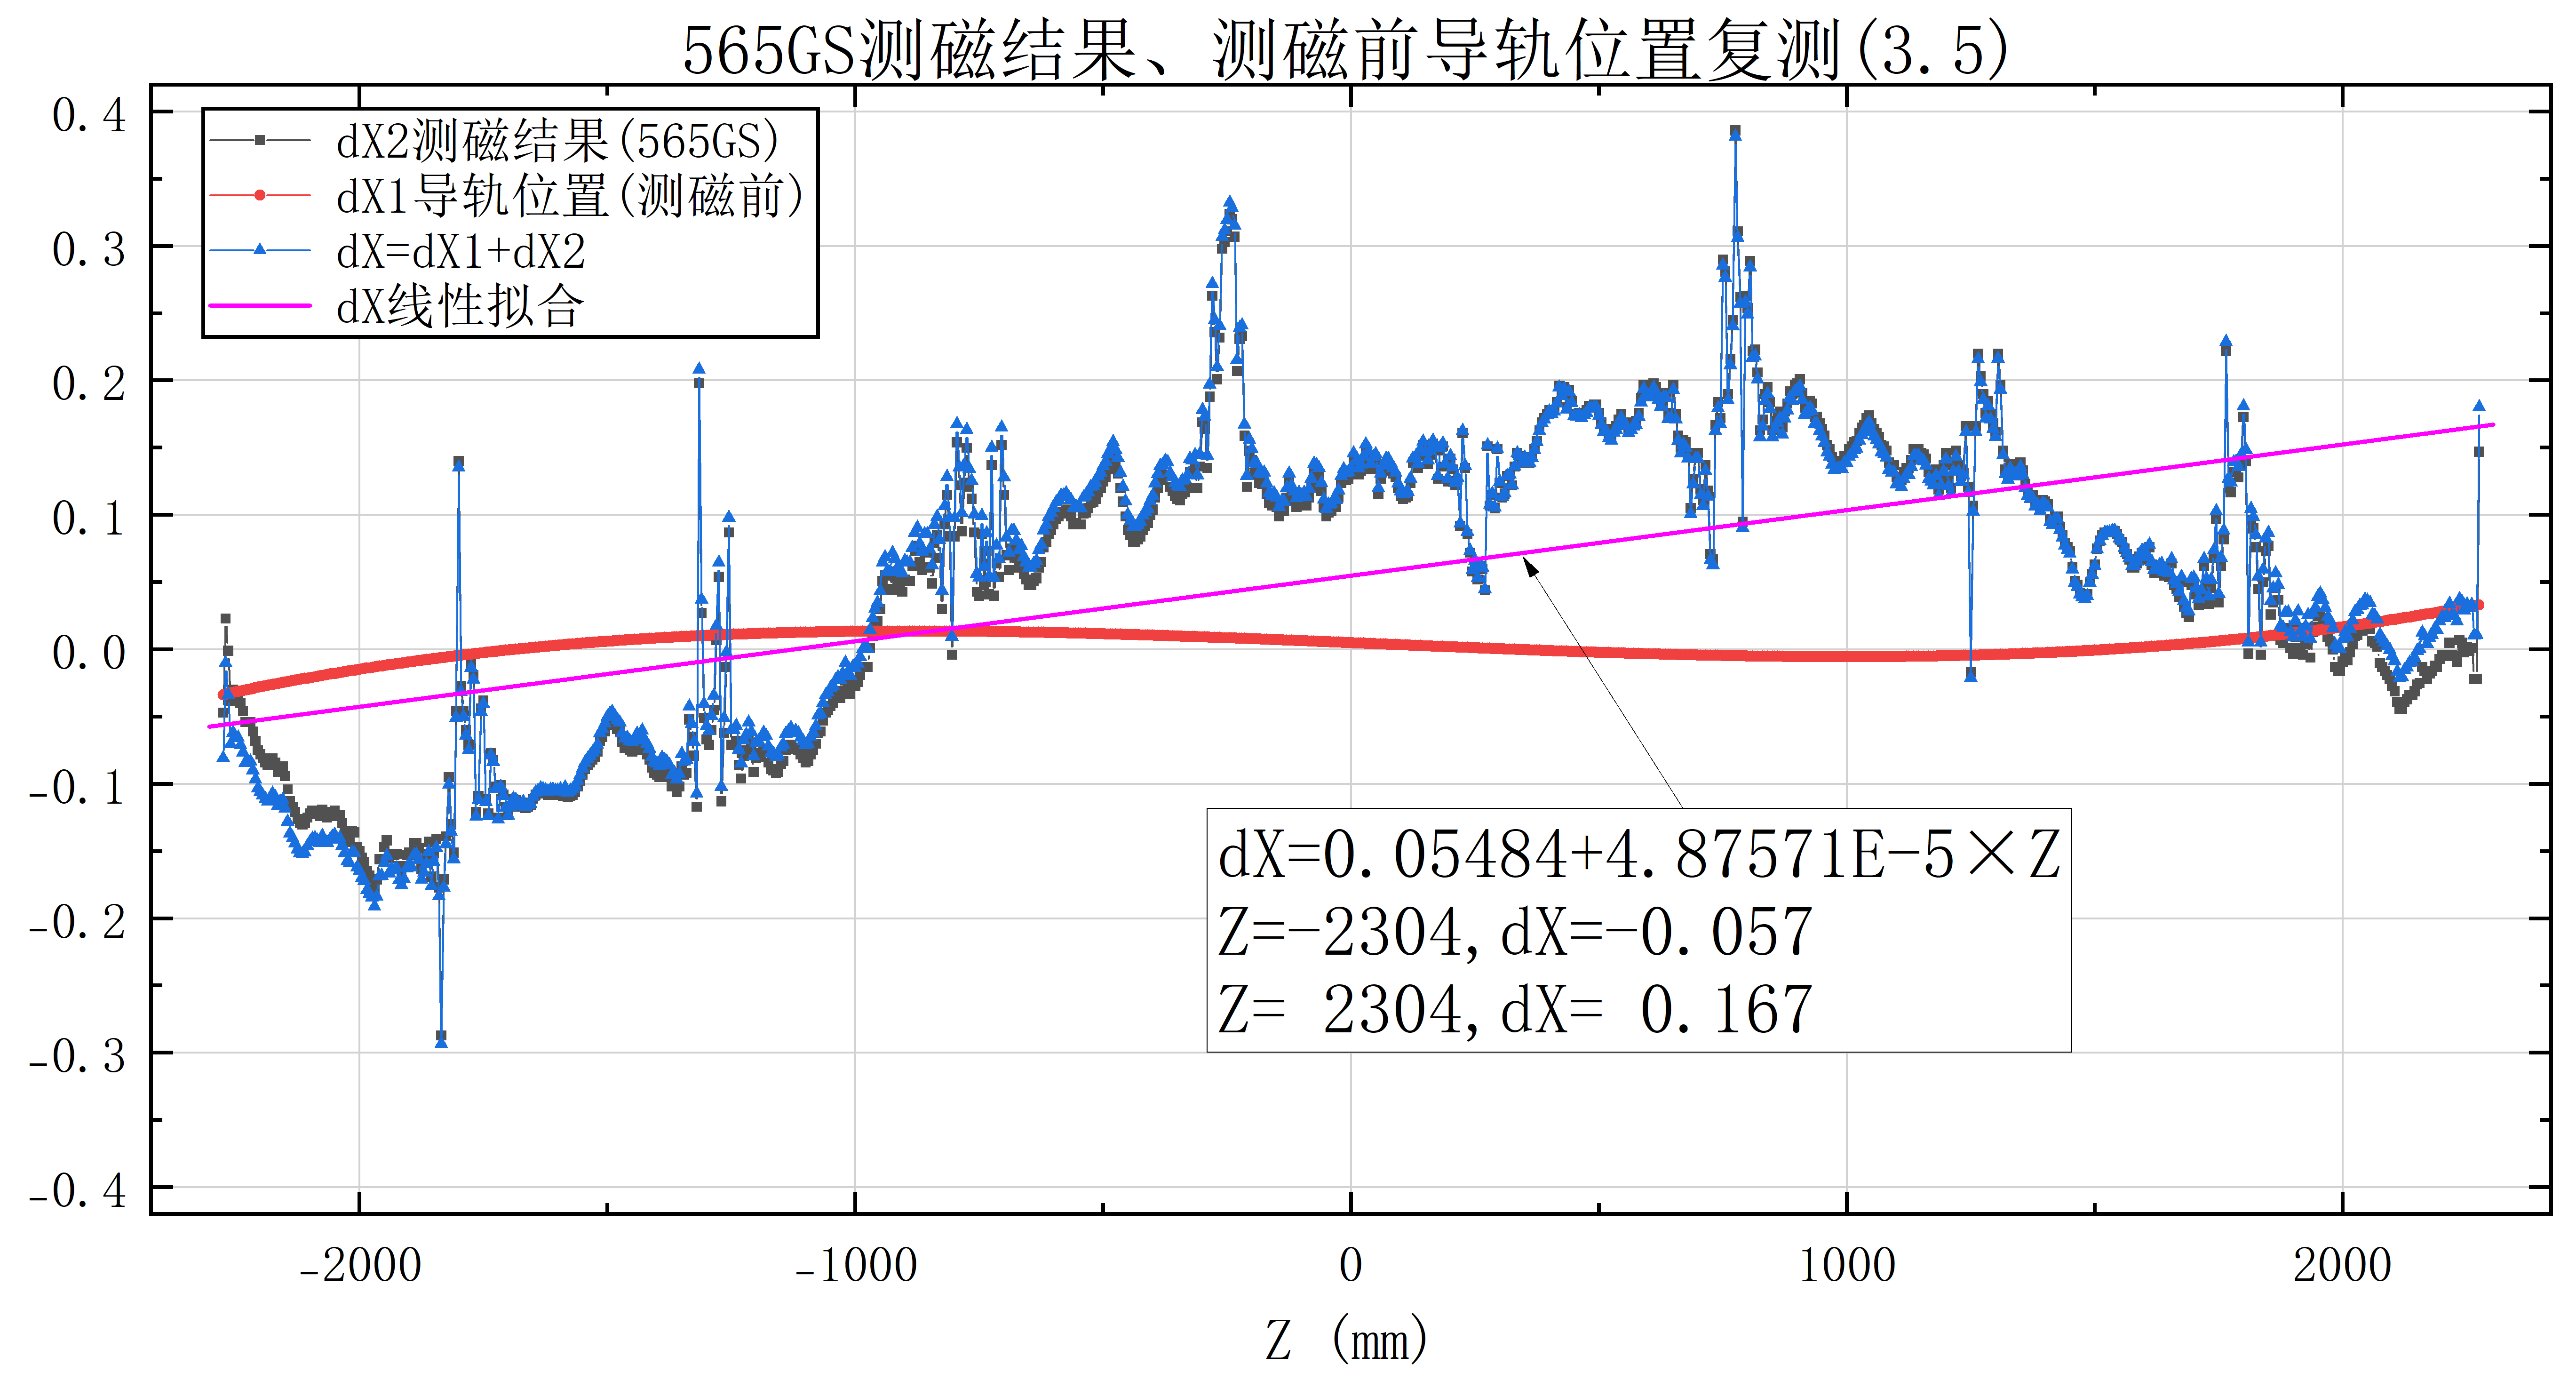 565GS测磁结果、测磁前导轨位置复测(3.5)
dX2测磁结果(565GS)
dX1导轨位置(测磁前)
dX=dX1+dX2
dX线性拟合
0.4
0.3
0.2
0.1
0.0
-0.1
-0.2
-0.3
-0.4
dX=0.05484+4.87571E-5×Z
Z=-2304,dX=-0.057
Z= 2304,dX= 0.167
-2000 -1000 0 1000 2000
Z (mm)